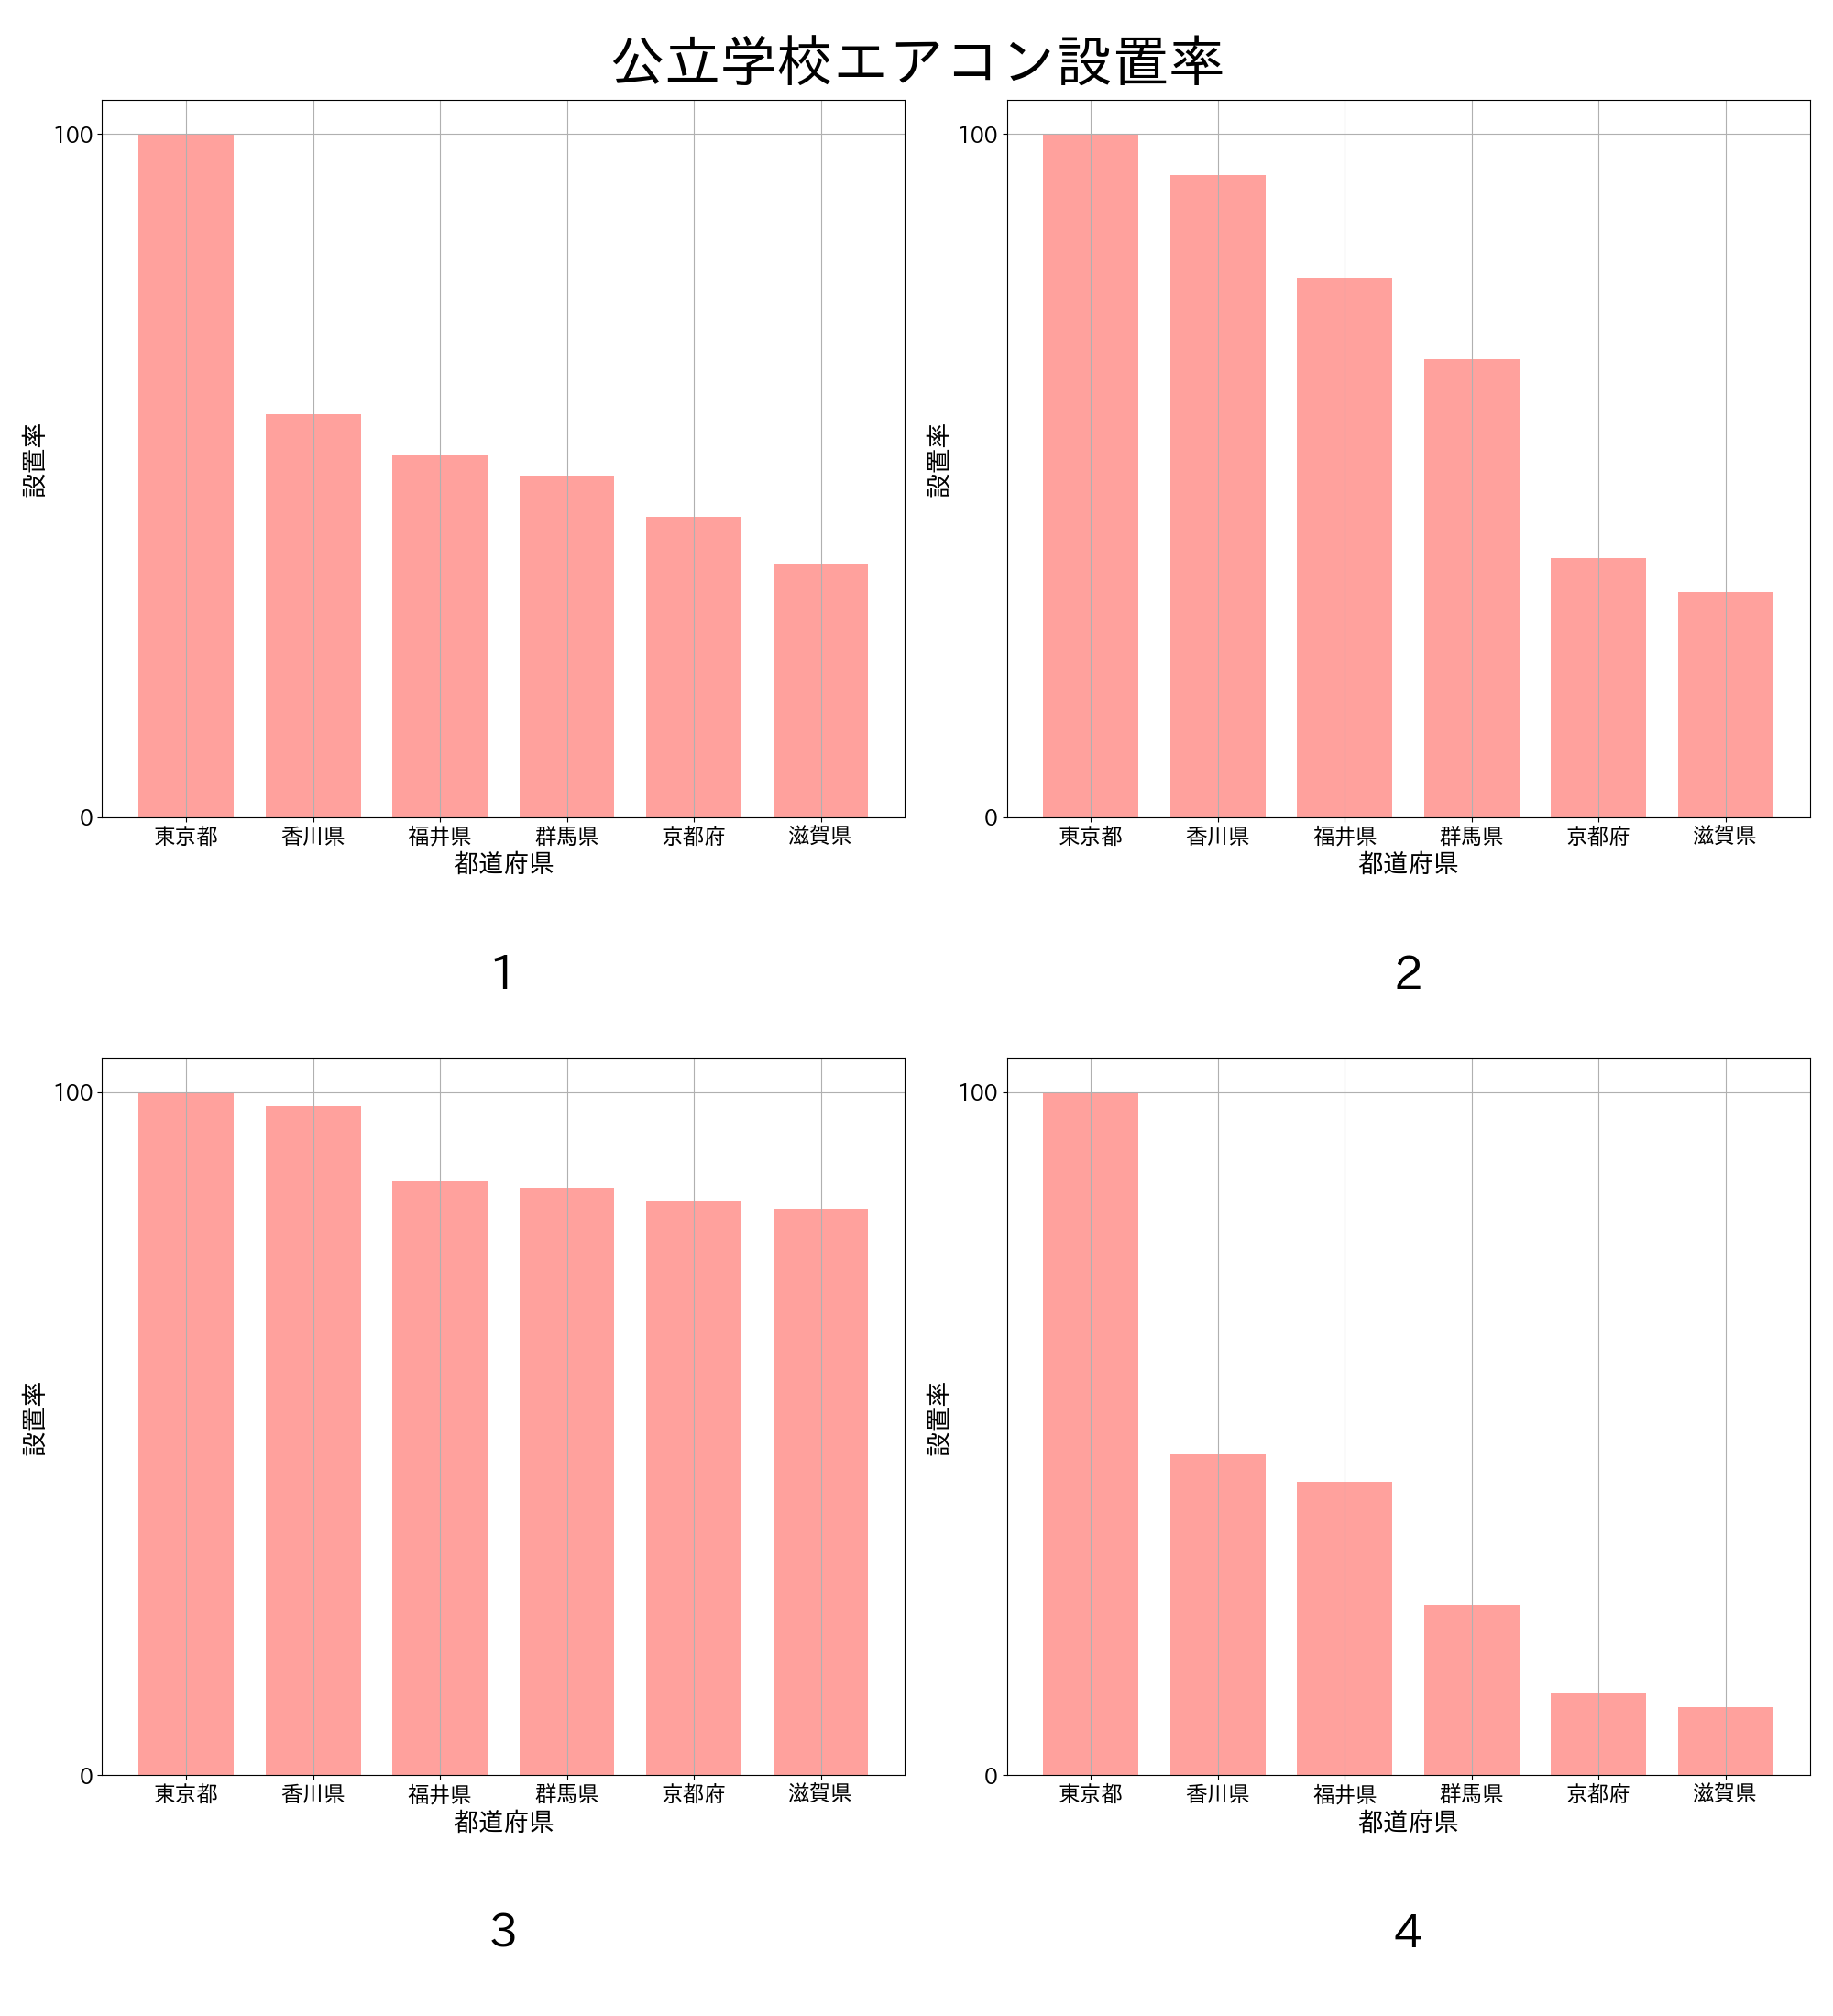 公立学校エアコン設置率
100
0
設置率
東京都 香川県 福井県 群馬県 京都府 滋賀県
都道府県
1
100
0
設置率
東京都 香川県 福井県 群馬県 京都府 滋賀県
都道府県
2
100
0
設置率
東京都 香川県 福井県 群馬県 京都府 滋賀県
都道府県
3
100
0
設置率
東京都 香川県 福井県 群馬県 京都府 滋賀県
都道府県
4